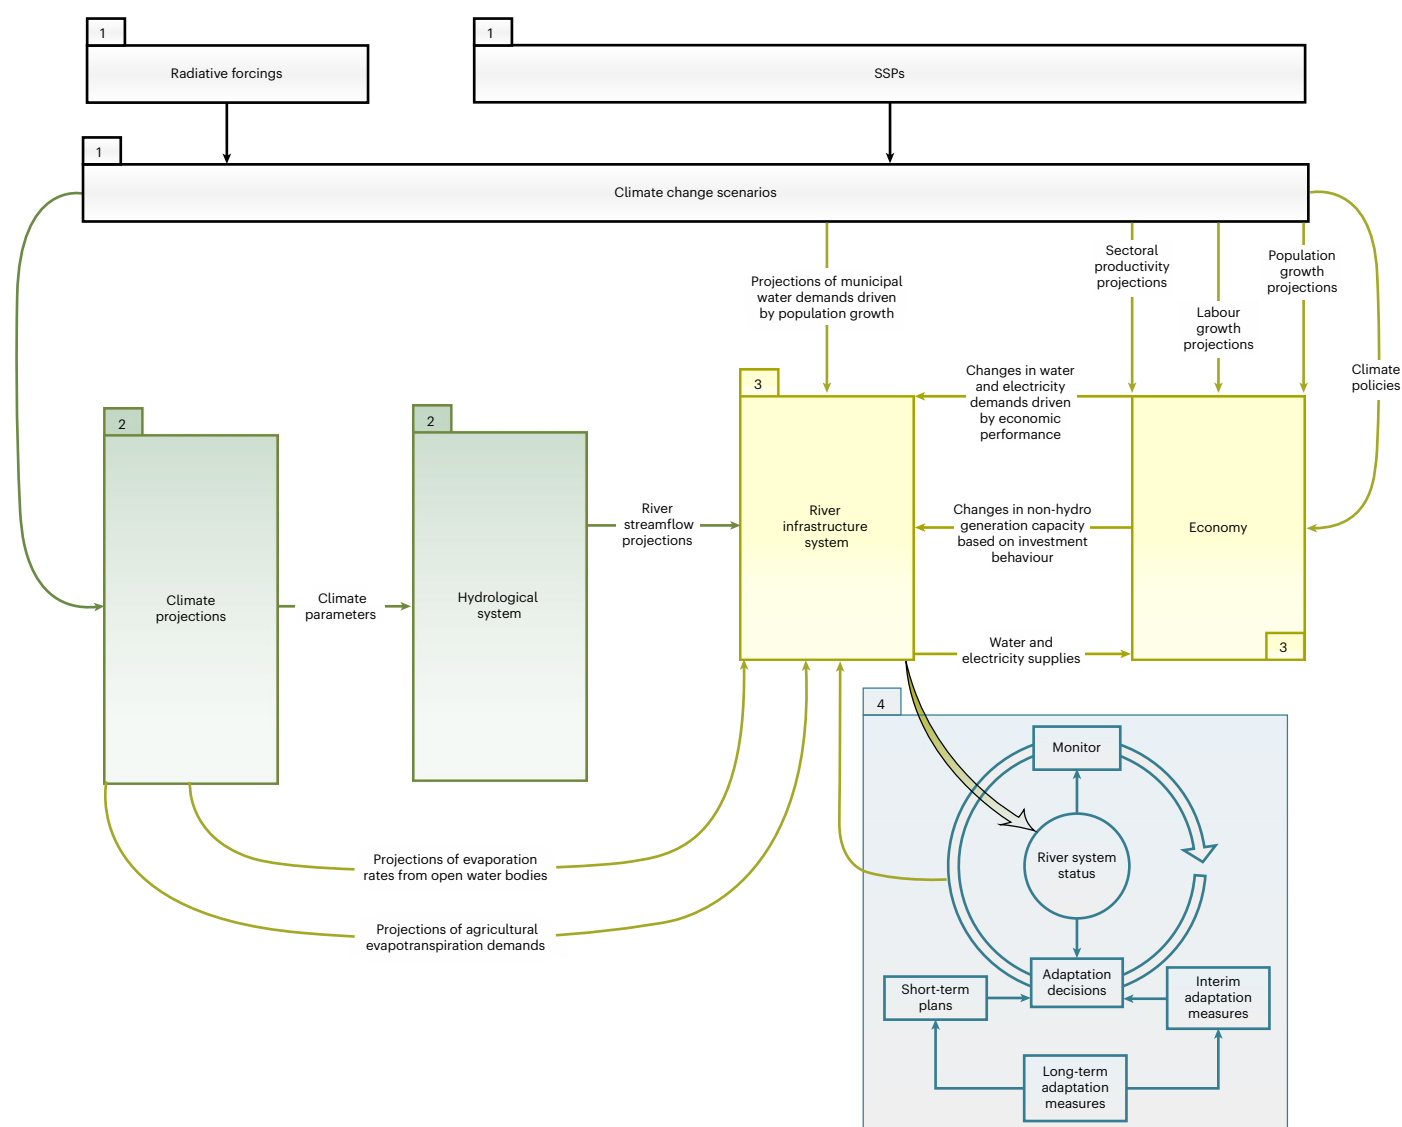 1
Radiative forcings
1
SSPs
1
Climate change scenarios
Projections of municipal
water demands driven
by population growth
Sectoral
productivity
projections
Labour
growth
projections
Population
growth
projections
Climate
policies
2
Climate
projections
Climate
parameters
2
Hydrological
system
River
streamflow
projections
3
River
infrastructure
system
Changes in water
and electricity
demands driven
by economic
performance
Changes in non-hydro
generation capacity
based on investment
behaviour
Water and
electricity supplies
Economy
3
Projections of evaporation
rates from open water bodies
Projections of agricultural
evapotranspiration demands
4
Monitor
River system
status
Adaptation
decisions
Short-term
plans
Interim
adaptation
measures
Long-term
adaptation
measures